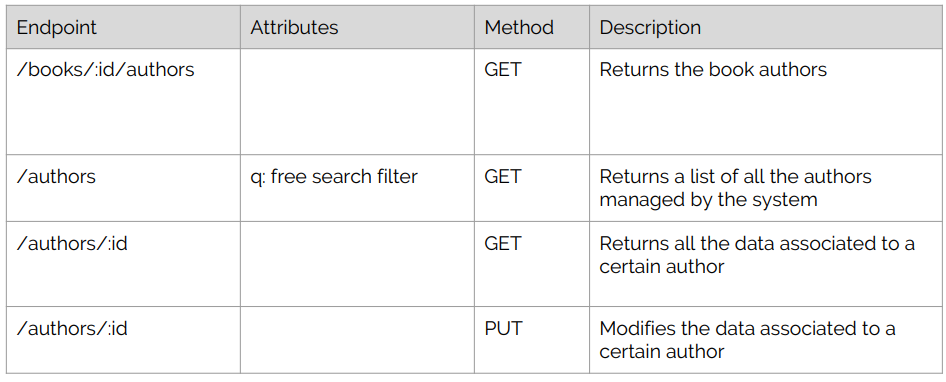 Endpoint Attributes Method Description
/books/:id/authors GET Returns the book authors
/authors q: free search filter GET Returns a list of all the authors
managed by the system
/authors/:id GET Returns all the data associated to a
certain author
/authors/:id PUT Modifies the data associated to a
certain author